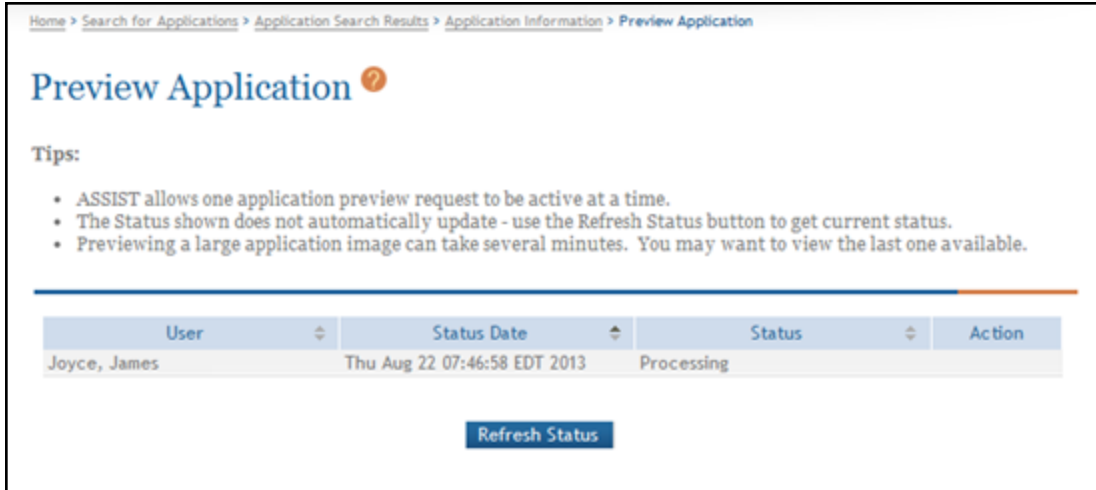 Home > Search for Applications > Application Search Results > Application Information > Preview Application
Preview Application ?
Tips:
• ASSIST allows one application preview request to be active at a time.
• The Status shown does not automatically update - use the Refresh Status button to get current status.
• Previewing a large application image can take several minutes. You may want to view the last one available.
User Status Date Status Action
Joyce, James Thu Aug 22 07:46:58 EDT 2013 Processing
Refresh Status